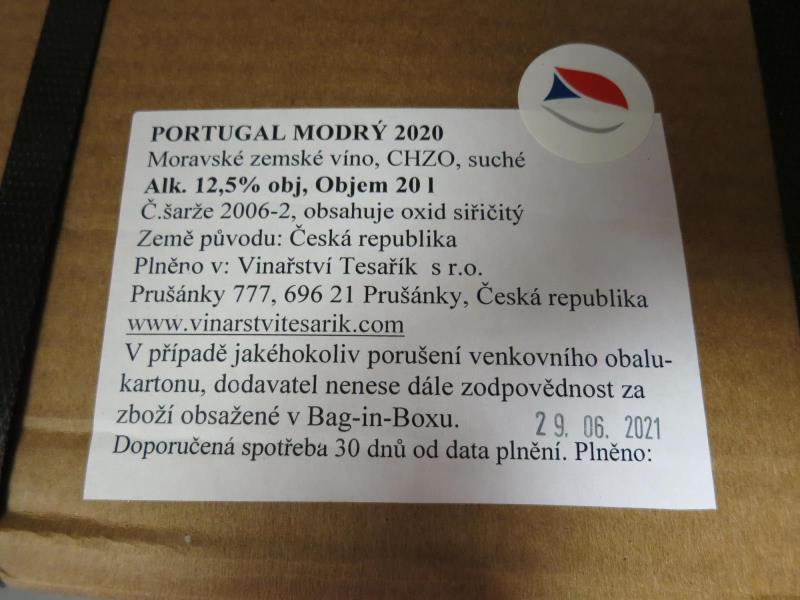 PORTUGAL MODRÝ 2020
Moravské zemské víno, CHZO, suché
Alk. 12,5% obj, Objem 20 l
Č.šarže 2006-2, obsahuje oxid siřičitý
Země původu: Česká republika
Plněno v: Vinařství Tesařík s r.o.
Prušánky 777, 696 21 Prušánky, Česká republika
www.vinarstvitesarik.com
V případě jakéhokoliv porušení venkovního obalu-
kartonu, dodavatel nenese dále zodpovědnost za
zboží obsažené v Bag-in-Boxu.
29. 06. 2021
Doporučená spotřeba 30 dnů od data plnění. Plněno: